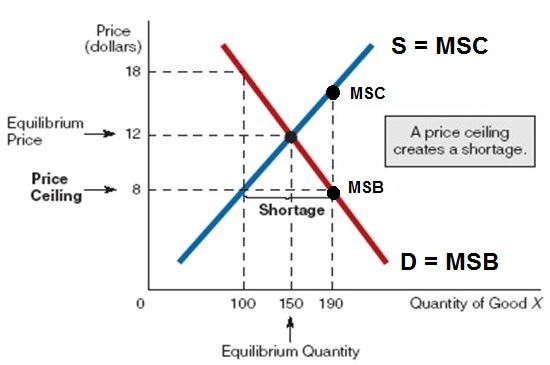 Price
(dollars)
S = MSC
18
MSC
Equilibrium
Price
12
A price ceiling
creates a shortage.
Price
Ceiling
8
MSB
Shortage
D = MSB
0
100
150
190
Quantity of Good X
Equilibrium Quantity